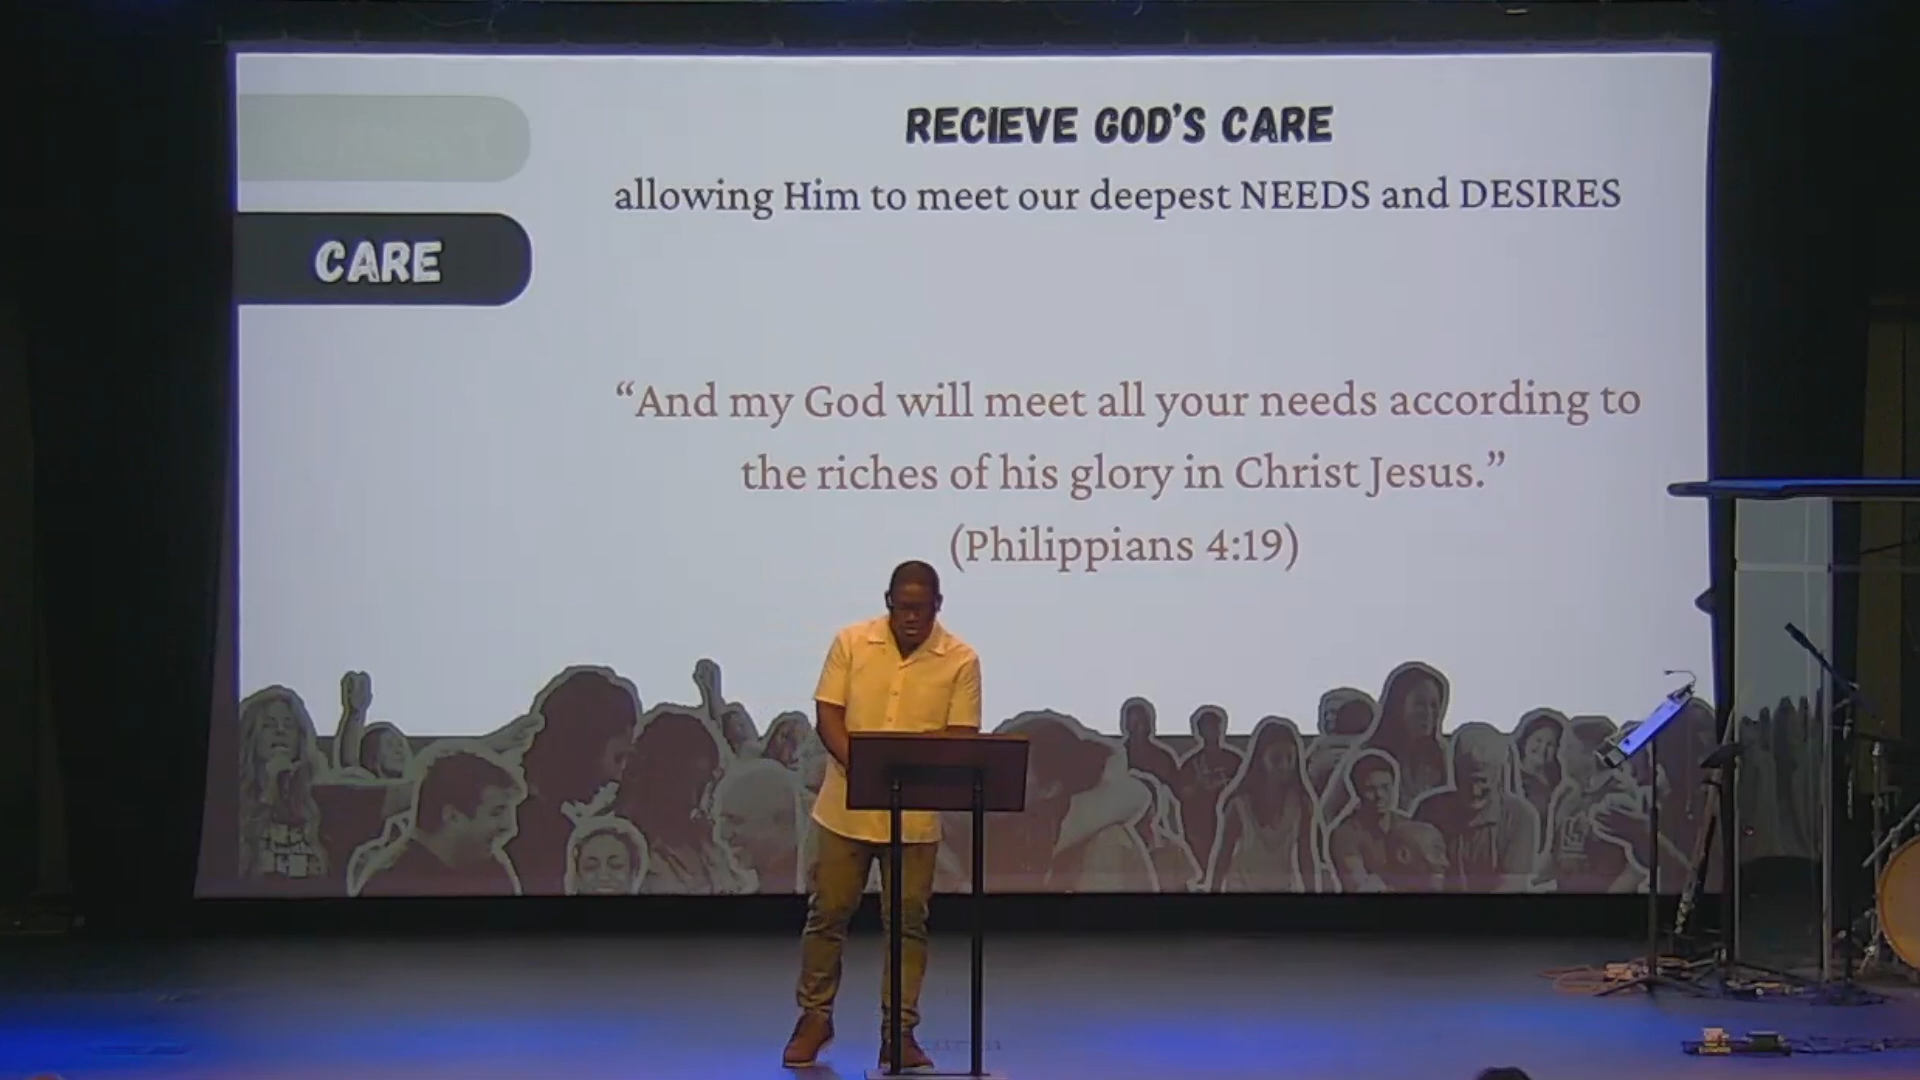 RECIEVE GOD'S CARE
allowing Him to meet our deepest NEEDS and DESIRES
CARE
“And my God will meet all your needs according to
the riches of his glory in Christ Jesus.”
(Philippians 4:19)